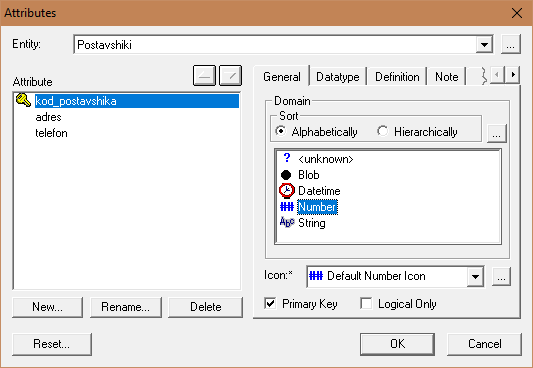 Attributes
Entity:
Postavshiki
...
Attribute
kod_postavshika
adres
telefon
New...
Rename...
Delete
General
Datatype
Definition
Note
Domain
Sort
Alphabetically
Hierarchically
...
? <unknown>
Blob
Datetime
Number
String
Icon:*
Default Number Icon
...
Primary Key
Logical Only
Reset...
OK
Cancel